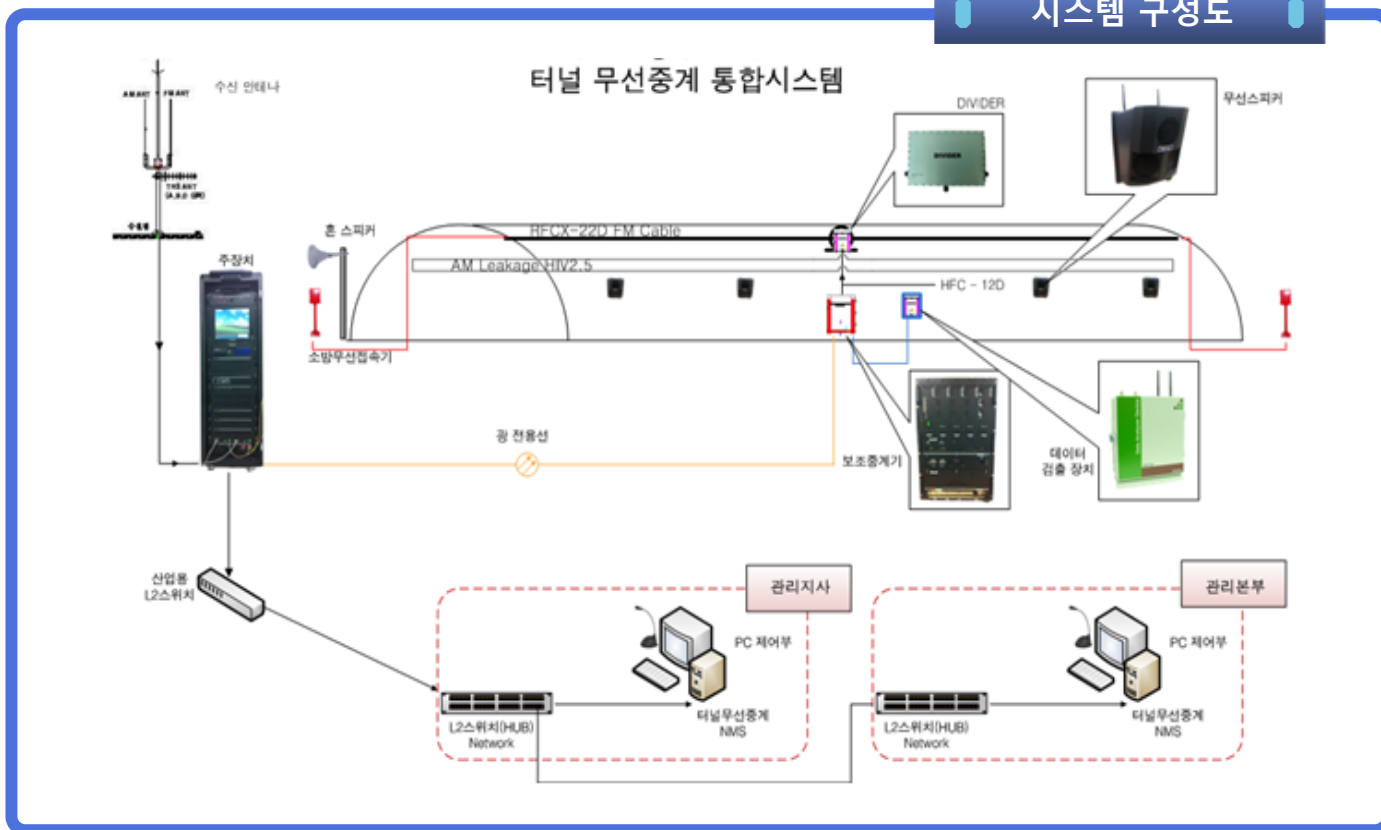 시스템 구성도
터널 무선중계 통합시스템
수신 안테나
AM ANT
FM ANT
DIVIDER
DIVIDER
무선스피커
혼 스피커
RFCX-22D FM Cable
주장치
AM Leakage HIV2.5
HFC - 12D
소방무선접속기
광 전용선
보조중계기
데이터
검출 장치
산업용
L2스위치
관리지사
관리본부
PC 제어부
PC 제어부
L2스위치(HUB)
Network
터널무선중계
NMS
L2스위치(HUB)
Network
터널무선중계
NMS